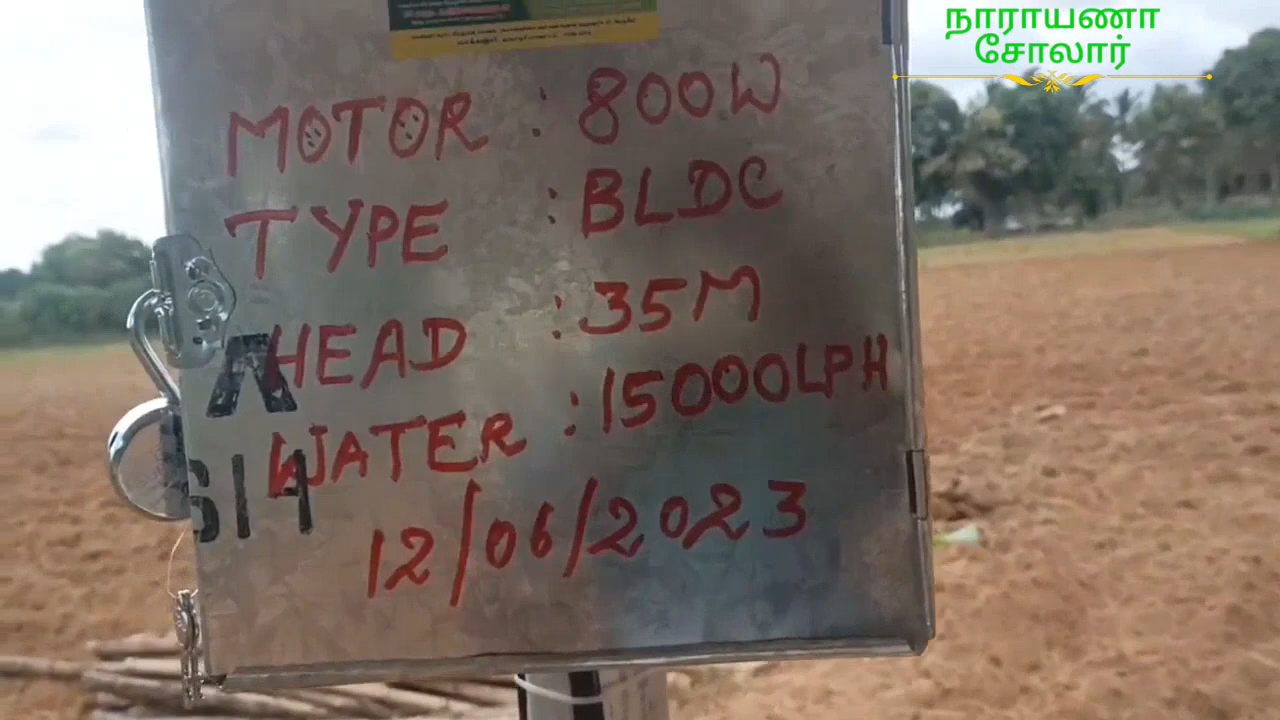 நாராயணா
சோலார்
MOTOR : 800W
TYPE : BLDC
HEAD : 35M
WATER : 15000LPH
12/06/2023